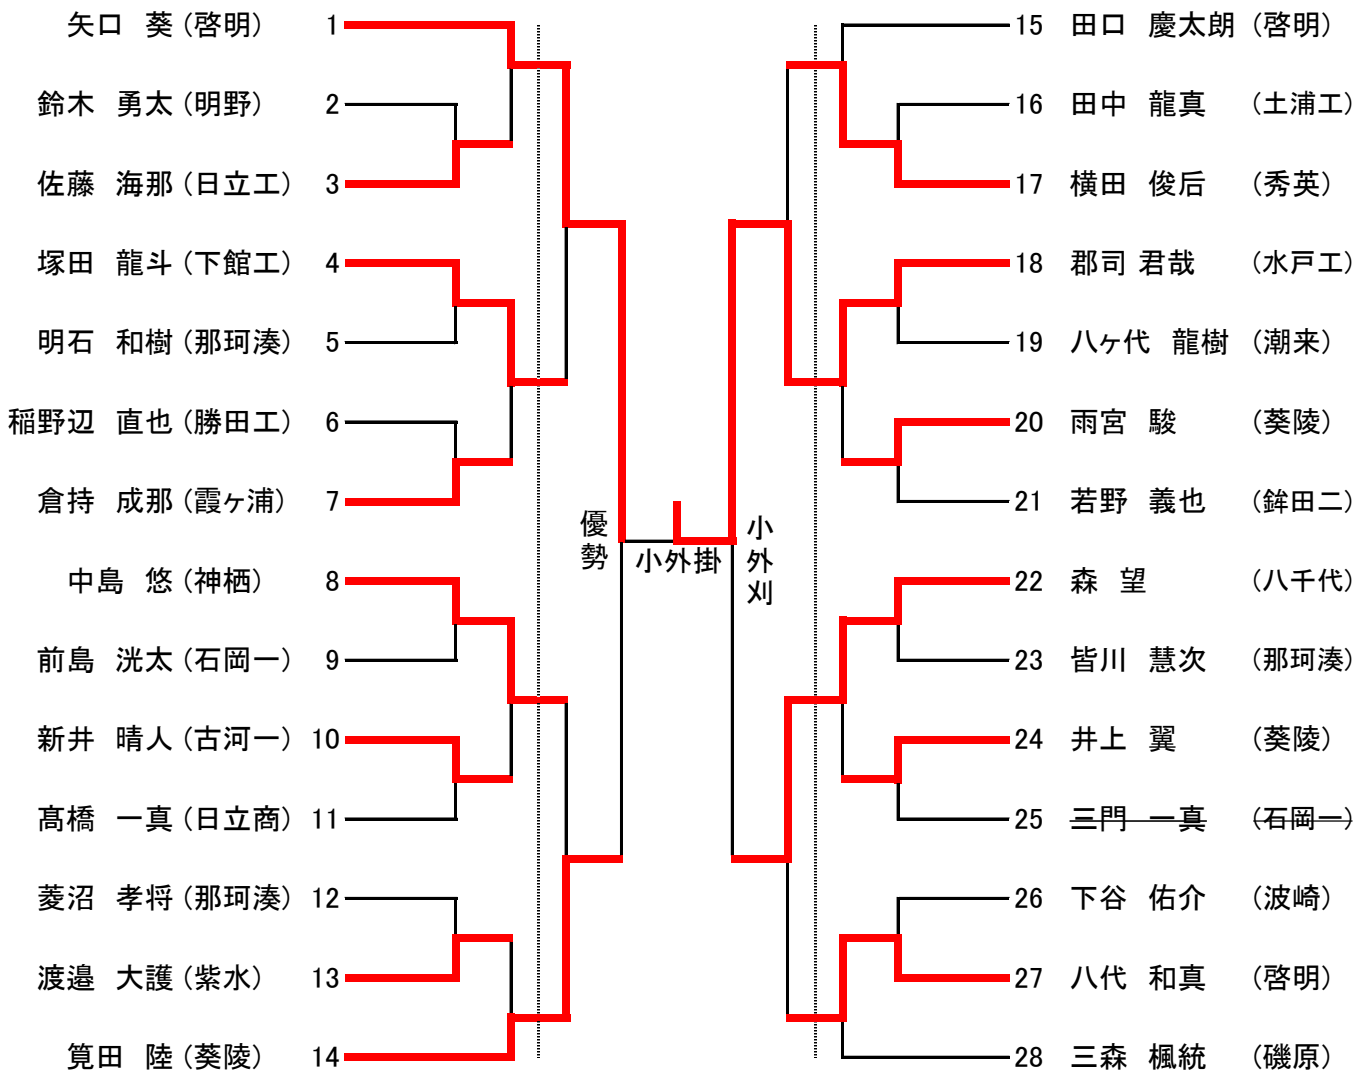 矢口 葵（啓明） 1
鈴木 勇太（明野） 2
佐藤 海那（日立工） 3
塚田 龍斗（下館工） 4
明石 和樹（那珂湊） 5
稲野辺 直也（勝田工） 6
倉持 成那（霞ヶ浦） 7
中島 悠（神栖） 8
前島 洸太（石岡一） 9
新井 晴人（古河一） 10
髙橋 一真（日立商） 11
菱沼 孝将（那珂湊） 12
渡邉 大護（紫水） 13
筧田 陸（葵陵） 14
優勢
小外掛
小外刈
15 田口 慶太朗（啓明）
16 田中 龍真（土浦工）
17 横田 俊后（秀英）
18 郡司 君哉（水戸工）
19 八ヶ代 龍樹（潮来）
20 雨宮 駿（葵陵）
21 若野 義也（鉾田二）
22 森 望（八千代）
23 皆川 慧次（那珂湊）
24 井上 翼（葵陵）
25 三門 一真（石岡一）
26 下谷 佑介（波崎）
27 八代 和真（啓明）
28 三森 楓統（磯原）